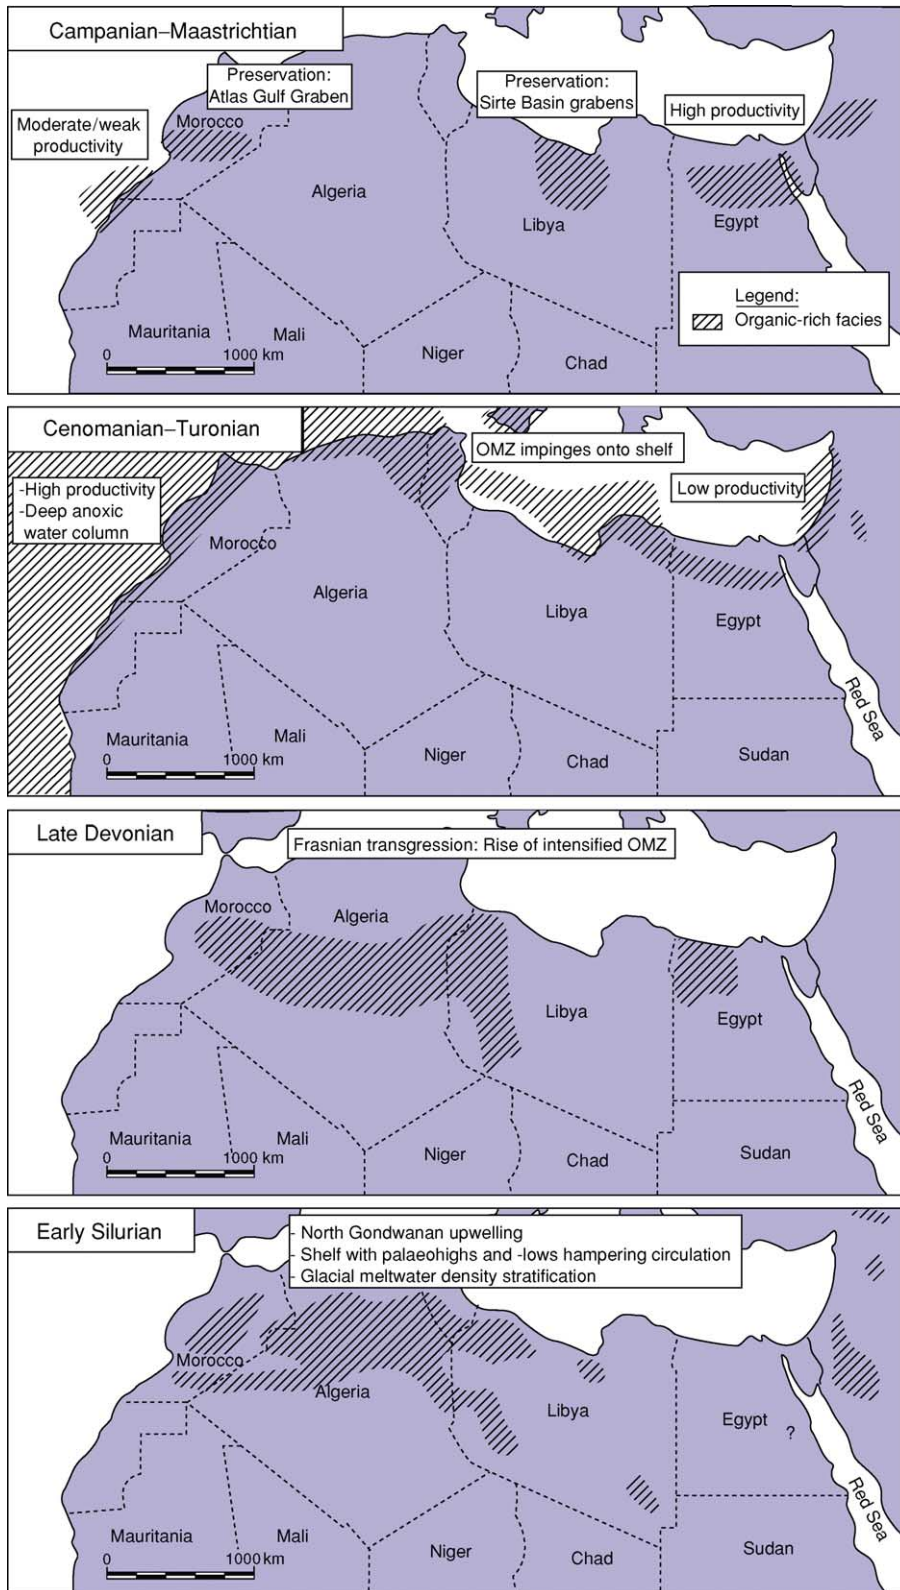 Campanian–Maastrichtian
Preservation:
Atlas Gulf Graben
Preservation:
Sirte Basin grabens
High productivity
Moderate/weak
productivity
Morocco
Algeria
Libya
Egypt
Legend:
Organic-rich facies
Mauritania
Mali
Niger
Chad
0 1000 km
Cenomanian–Turonian
OMZ impinges onto shelf
-High productivity
-Deep anoxic
water column
Low productivity
Morocco
Algeria
Libya
Egypt
Red Sea
Mauritania
Mali
Niger
Chad
Sudan
0 1000 km
Late Devonian
Frasnian transgression: Rise of intensified OMZ
Morocco
Algeria
Libya
Egypt
Red Sea
Mauritania
Mali
Niger
Chad
Sudan
0 1000 km
Early Silurian
- North Gondwanan upwelling
- Shelf with palaeohighs and -lows hampering circulation
- Glacial meltwater density stratification
Morocco
Algeria
Libya
Egypt
?
Red Sea
Mauritania
Mali
Niger
Chad
Sudan
0 1000 km